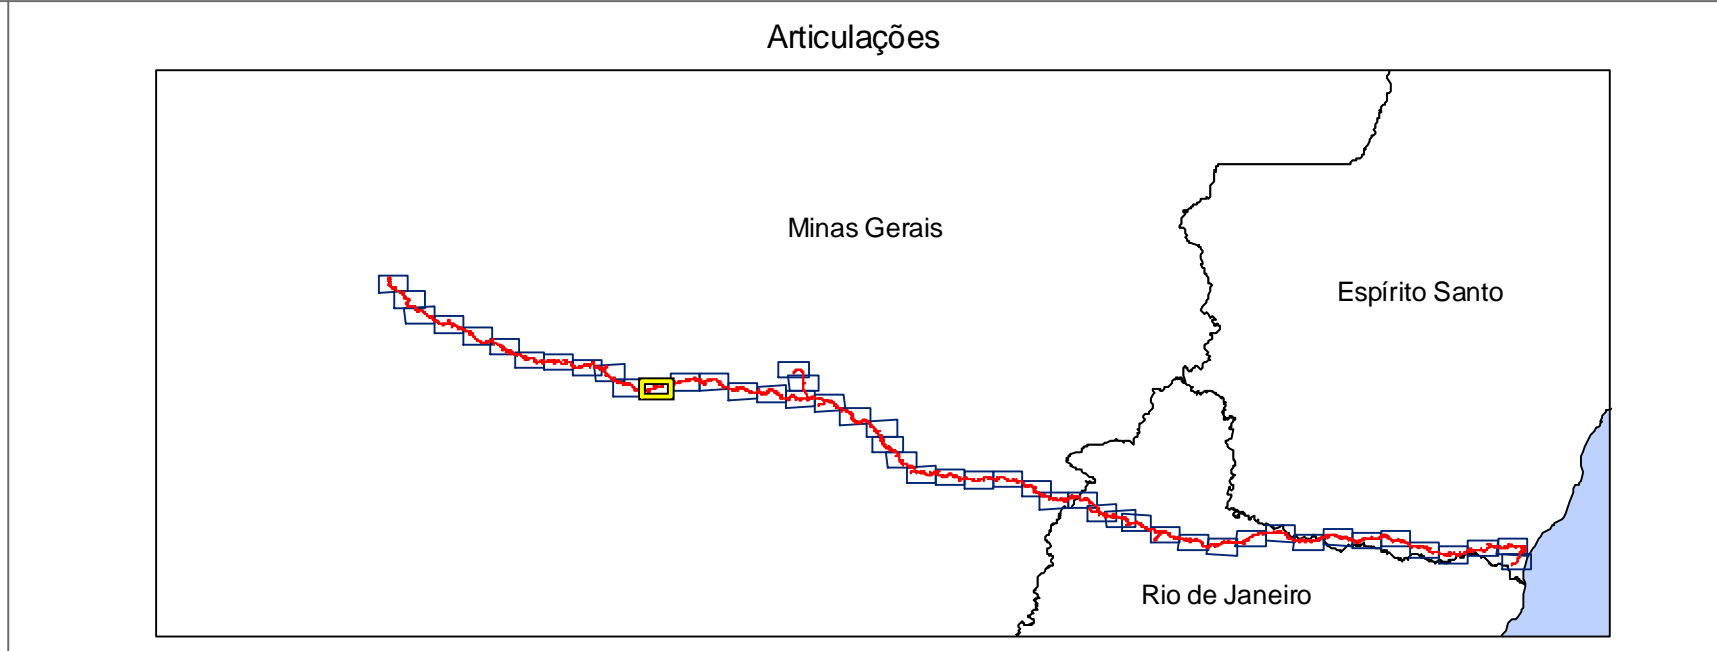 Articulações
Minas Gerais
Espírito Santo
Rio de Janeiro